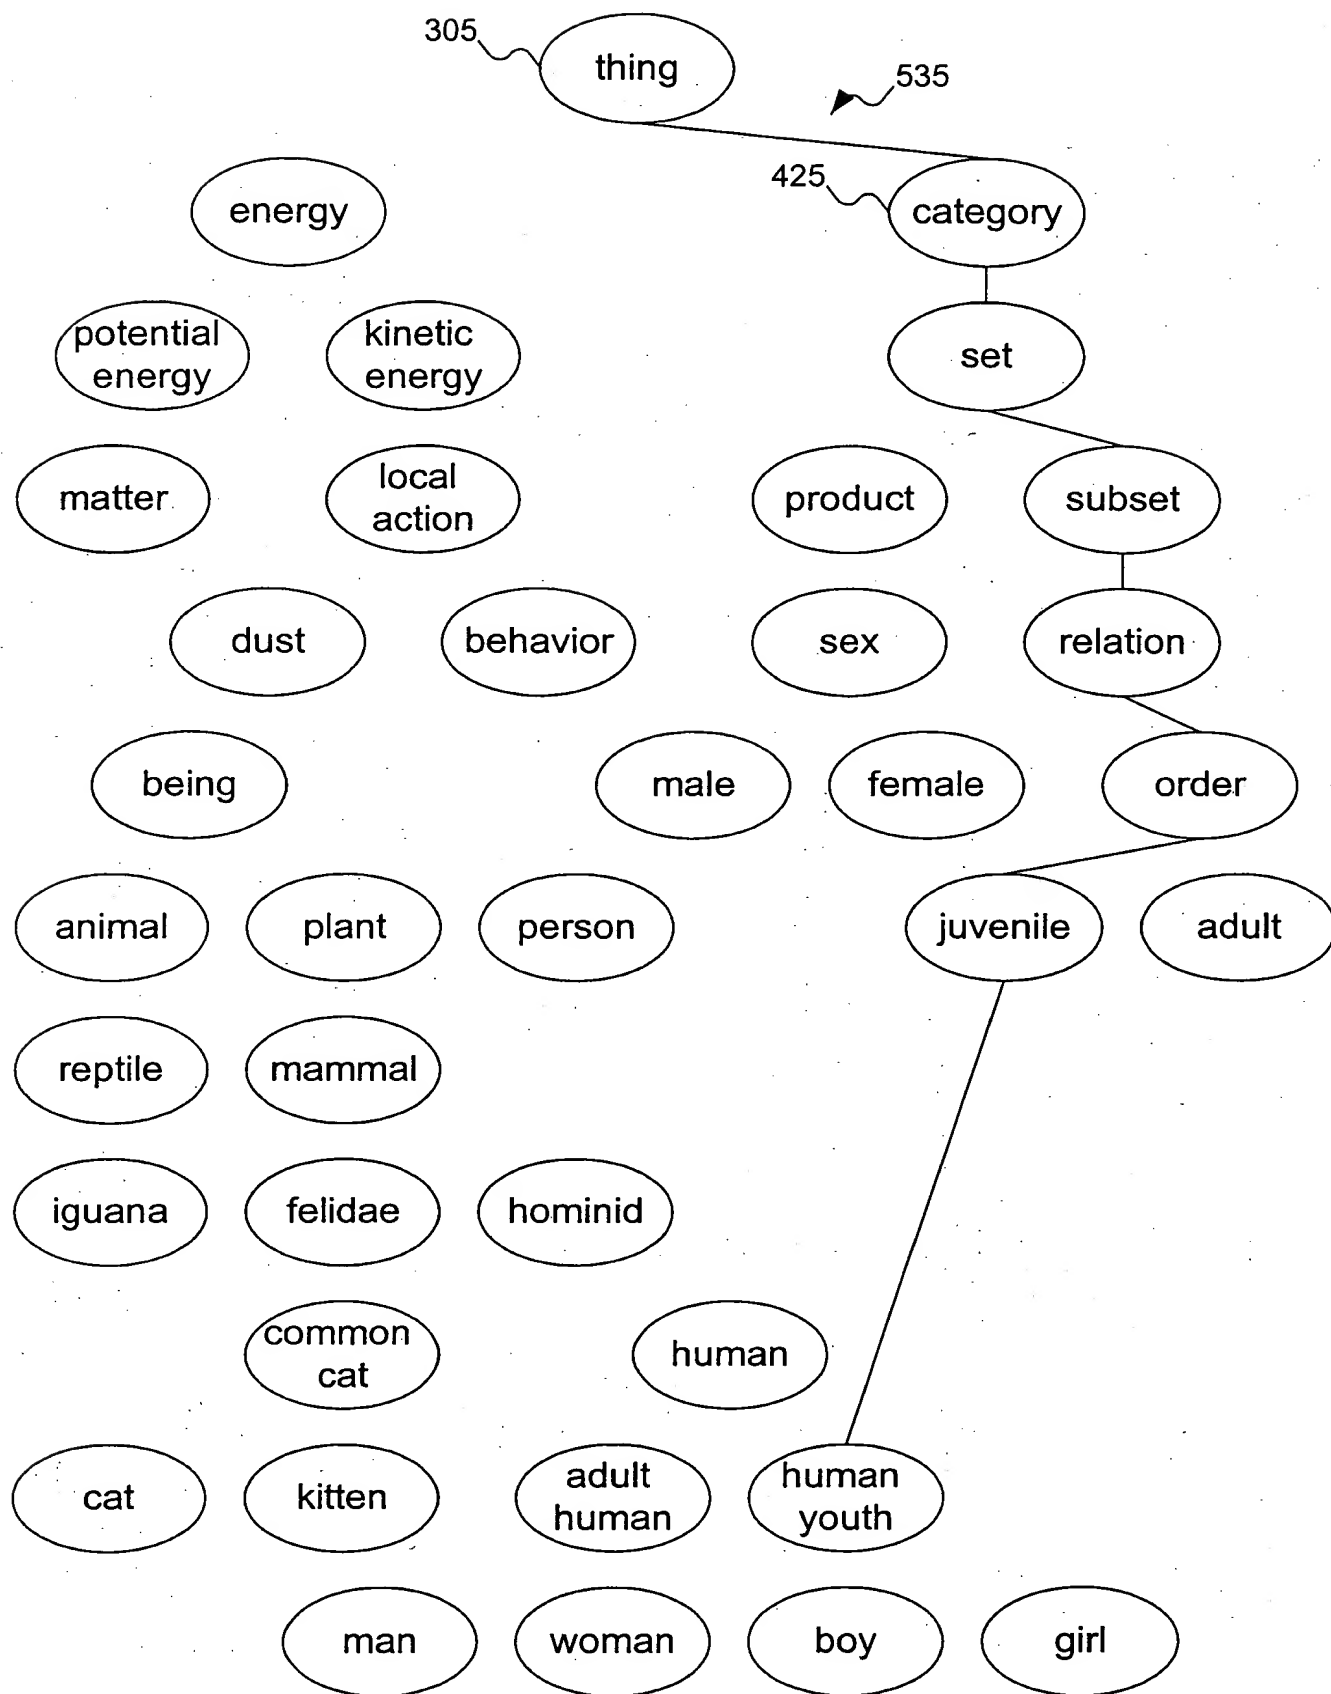 305
thing
535
425
energy
category
potential
energy
kinetic
energy
set
matter
local
action
product
subset
dust
behavior
sex
relation
being
male
female
order
animal
plant
person
juvenile
adult
reptile
mammal
iguana
felidae
hominid
common
cat
human
cat
kitten
adult
human
human
youth
man
woman
boy
girl